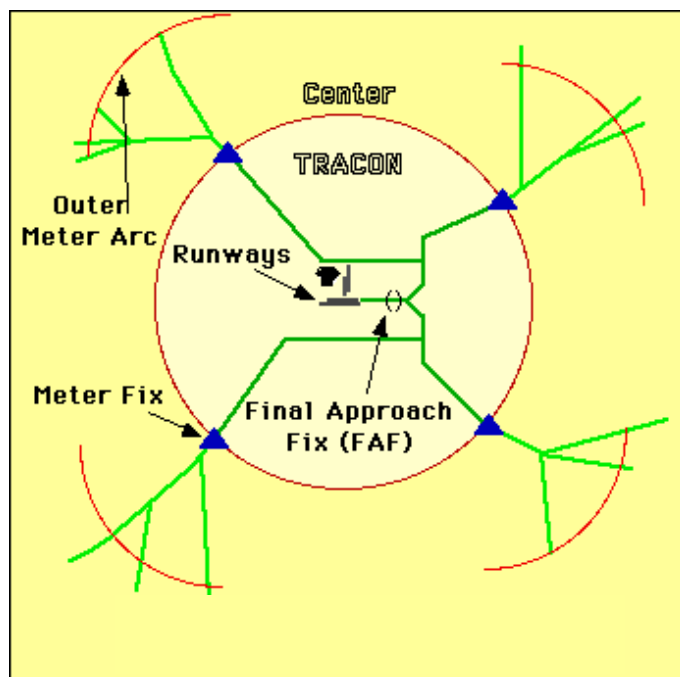 Center
TRACON
Outer
Meter Arc
Runways
Meter Fix
Final Approach
Fix (FAF)